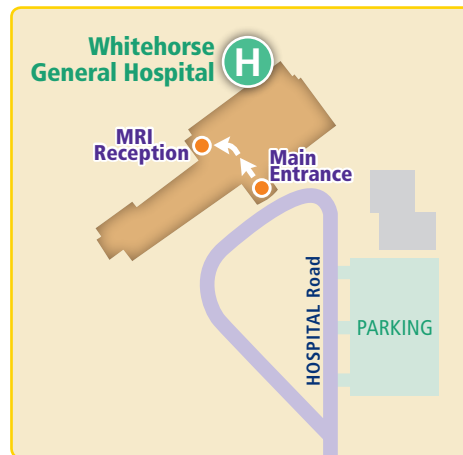 Whitehorse
General Hospital
H
MRI
Reception
Main
Entrance
HOSPITAL Road
PARKING